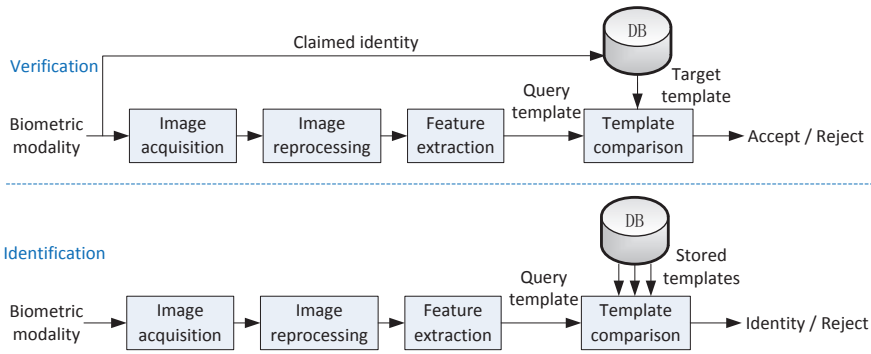 DB
Claimed identity
Verification
Query
template
Target
template
Biometric
modality
Image
acquisition
Image
reprocessing
Feature
extraction
Template
comparison
Accept / Reject
DB
Identification
Query
template
Stored
templates
Biometric
modality
Image
acquisition
Image
reprocessing
Feature
extraction
Template
comparison
Identity / Reject